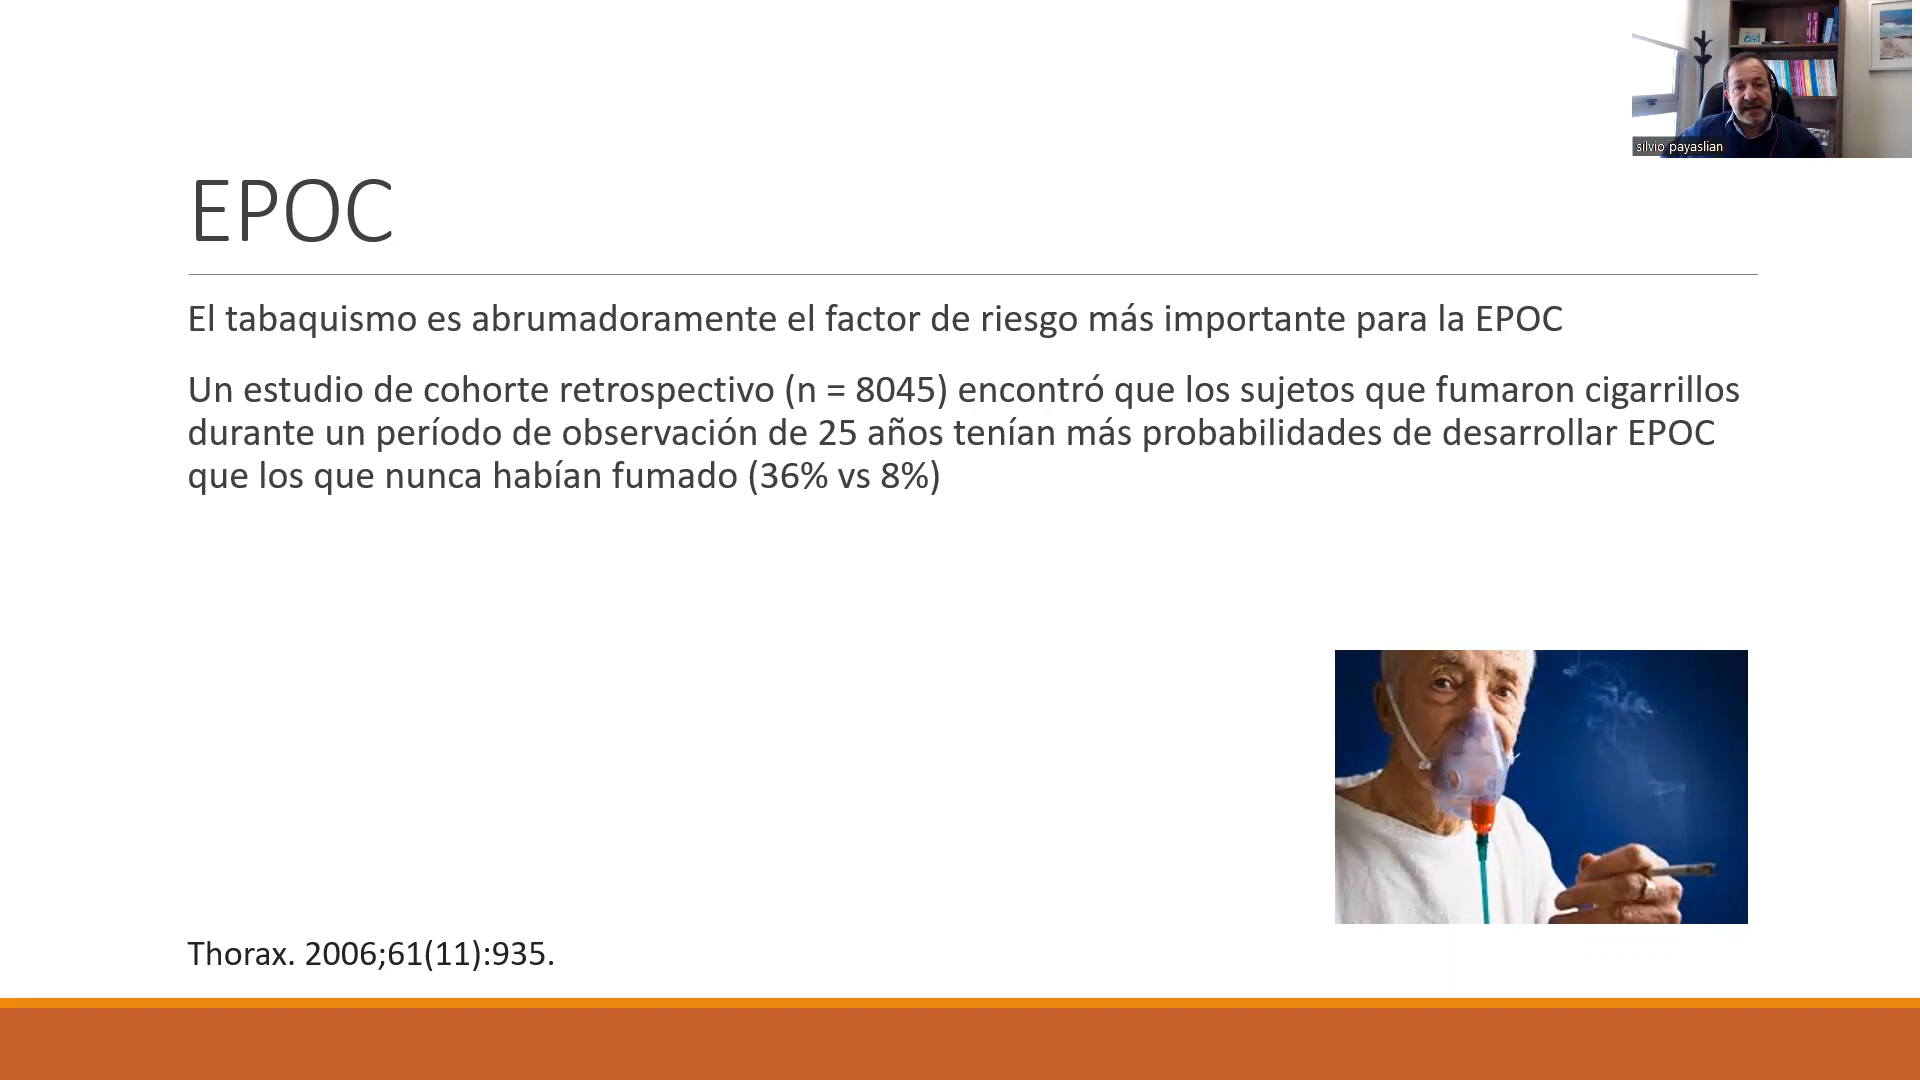 silvio payaslian
EPOC
El tabaquismo es abrumadoramente el factor de riesgo más importante para la EPOC
Un estudio de cohorte retrospectivo (n = 8045) encontró que los sujetos que fumaron cigarrillos
durante un período de observación de 25 años tenían más probabilidades de desarrollar EPOC
que los que nunca habían fumado (36% vs 8%)
Thorax. 2006;61(11):935.